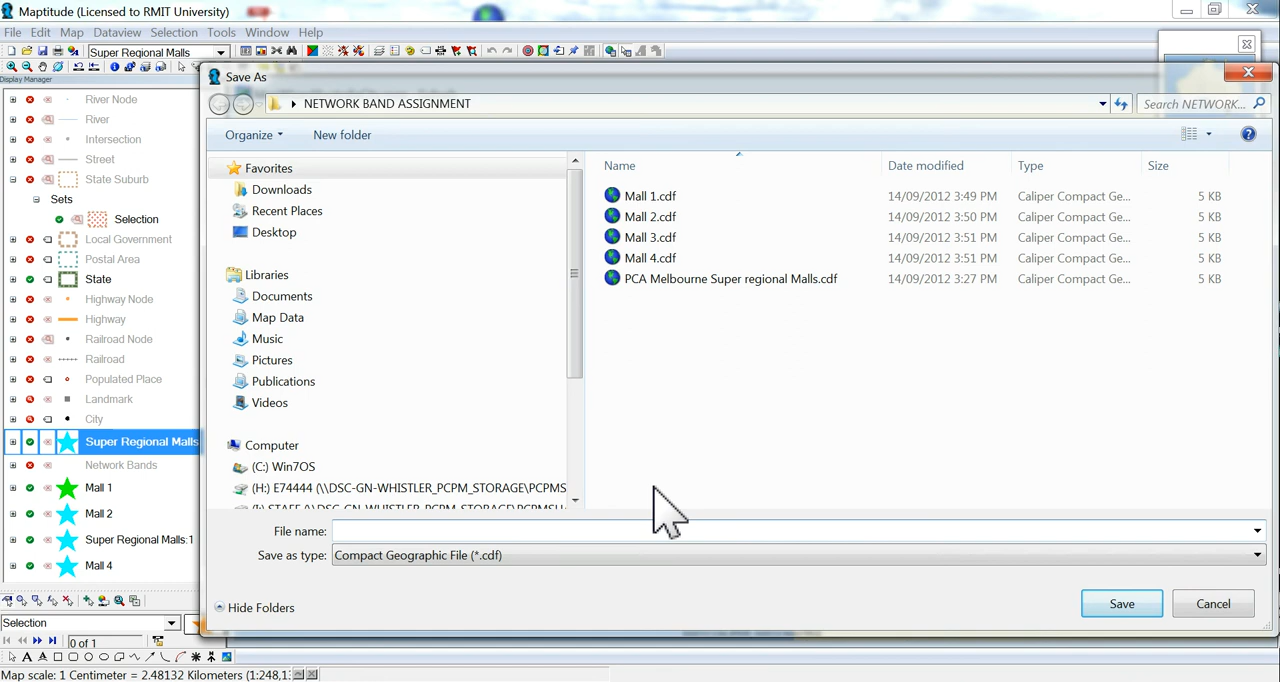 Maptitude (Licensed to RMIT University)
File Edit Map Dataview Selection Tools Window Help
Super Regional Malls
Display Manager
River Node
River
Intersection
Street
State Suburb
Sets
Selection
Local Government
Postal Area
State
Highway Node
Highway
Railroad Node
Railroad
Populated Place
Landmark
City
Super Regional Malls
Network Bands
Mall 1
Mall 2
Super Regional Malls:1
Mall 4
Selection
0 of 1
Map scale: 1 Centimeter = 2.48132 Kilometers (1:248,1
Save As
NETWORK BAND ASSIGNMENT
Search NETWORK...
Organize New folder
Favorites
Downloads
Recent Places
Desktop
Libraries
Documents
Map Data
Music
Pictures
Publications
Videos
Computer
(C:) Win7OS
(H:) E74444 (\\DSC-GN-WHISTLER_PCPM_STORAGE\PCPMS
Name Date modified Type Size
Mall 1.cdf 14/09/2012 3:49 PM Caliper Compact Ge... 5 KB
Mall 2.cdf 14/09/2012 3:50 PM Caliper Compact Ge... 5 KB
Mall 3.cdf 14/09/2012 3:51 PM Caliper Compact Ge... 5 KB
Mall 4.cdf 14/09/2012 3:51 PM Caliper Compact Ge... 5 KB
PCA Melbourne Super regional Malls.cdf 14/09/2012 3:27 PM Caliper Compact Ge... 5 KB
File name:
Save as type: Compact Geographic File (*.cdf)
Hide Folders
Save Cancel